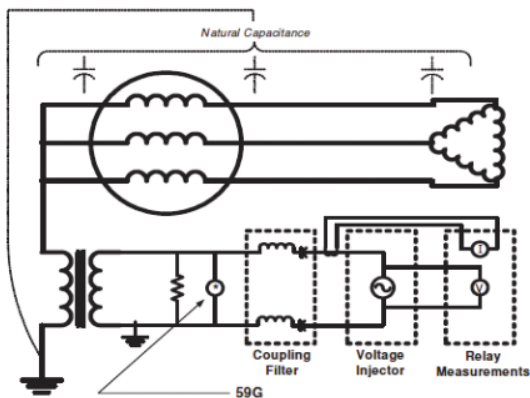 Natural Capacitance
I
V
*
Coupling
Filter
Voltage
Injector
Relay
Measurements
59G